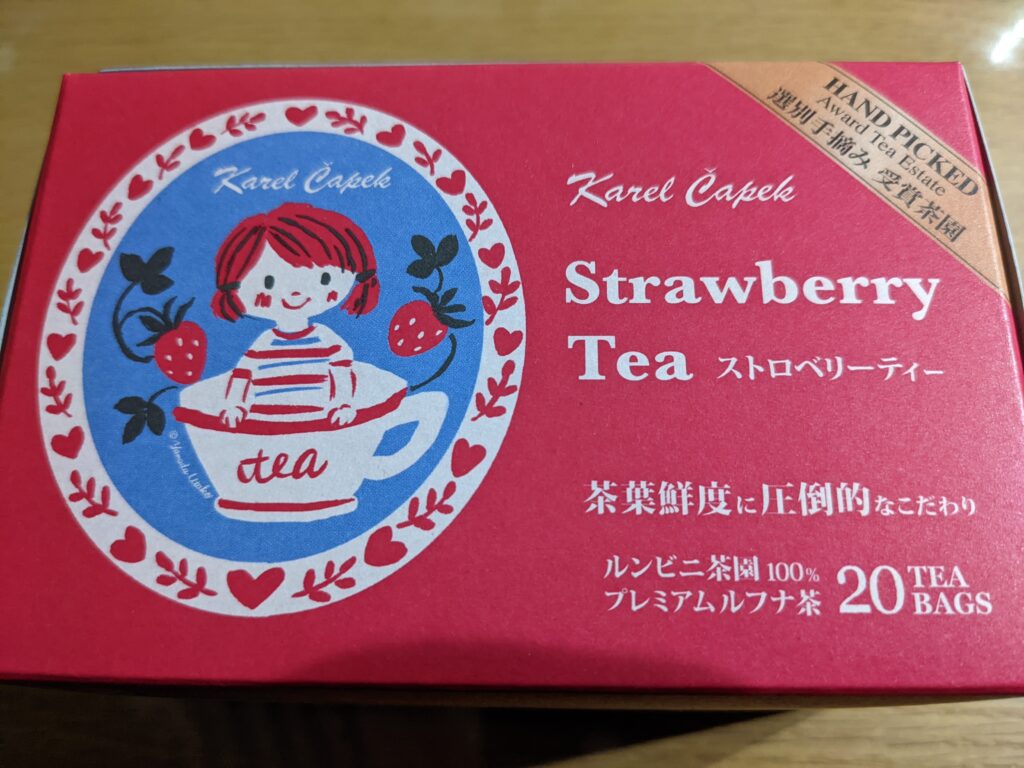 Karel Čapek
tea
© Yamada Utako
HAND PICKED
Award Tea Estate
選別手摘み 受賞茶園
Karel Čapek
Strawberry
Tea ストロベリーティー
茶葉鮮度に圧倒的なこだわり
ルンビニ茶園 100%
プレミアムルフナ茶
20 TEA
BAGS